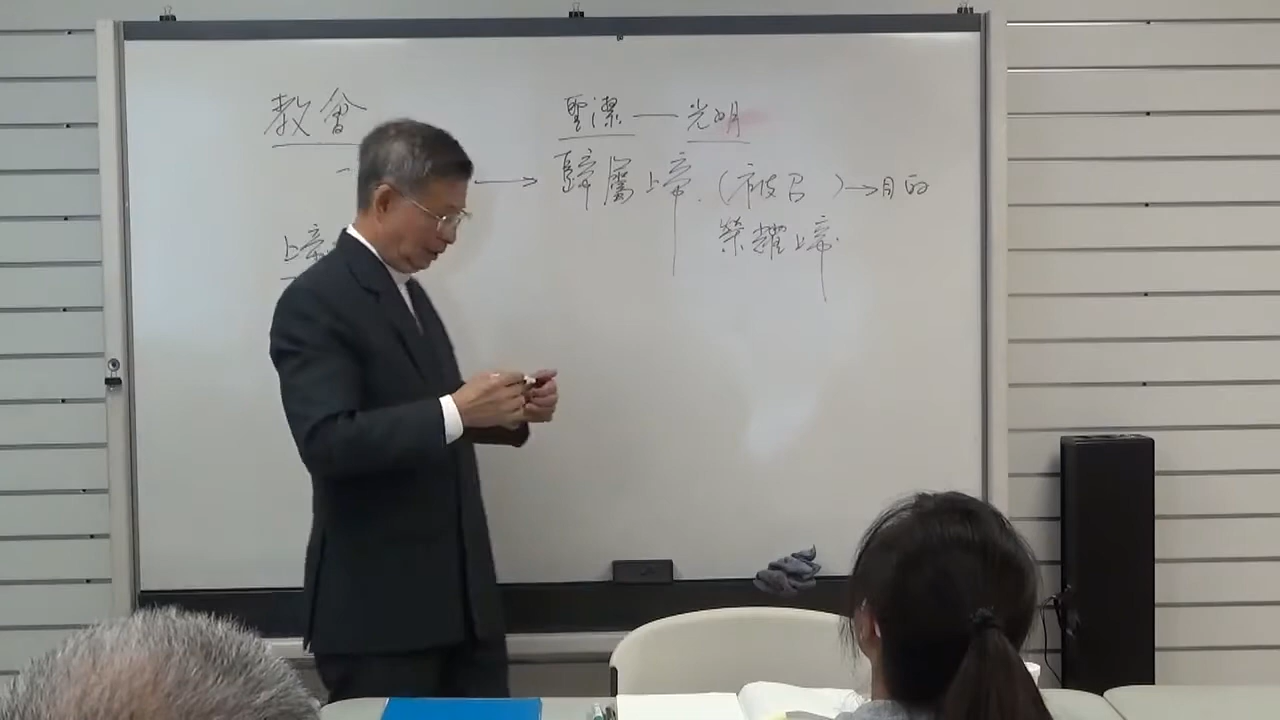 教會 聖潔 — 光明
→ 歸屬上帝.(被召 )→目的
上帝 榮耀上帝.